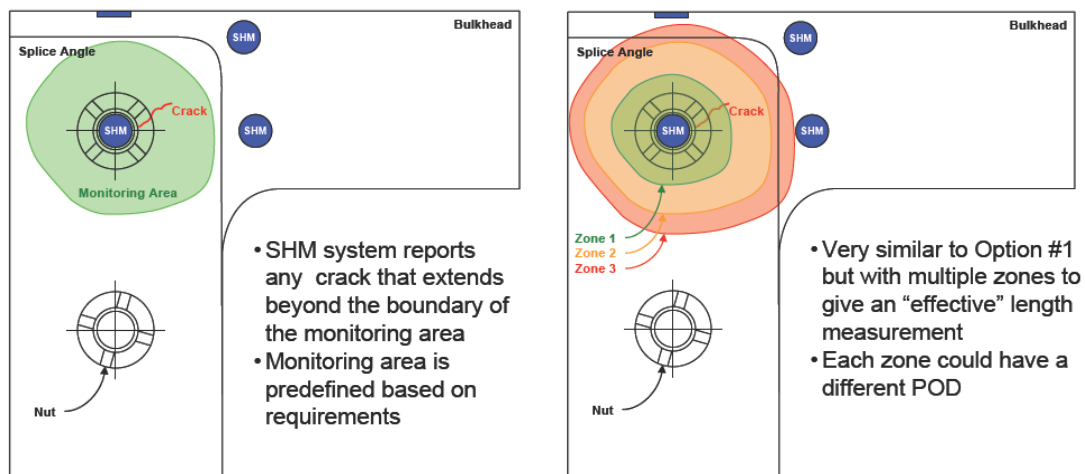 Bulkhead
SHM
Splice Angle
Crack
SHM
SHM
Monitoring Area
• SHM system reports
any crack that extends
beyond the boundary of
the monitoring area
• Monitoring area is
predefined based on
requirements
Nut
Bulkhead
SHM
Splice Angle
Crack
SHM
SHM
Zone 1
Zone 2
Zone 3
• Very similar to Option #1
but with multiple zones to
give an “effective” length
measurement
• Each zone could have a
different POD
Nut